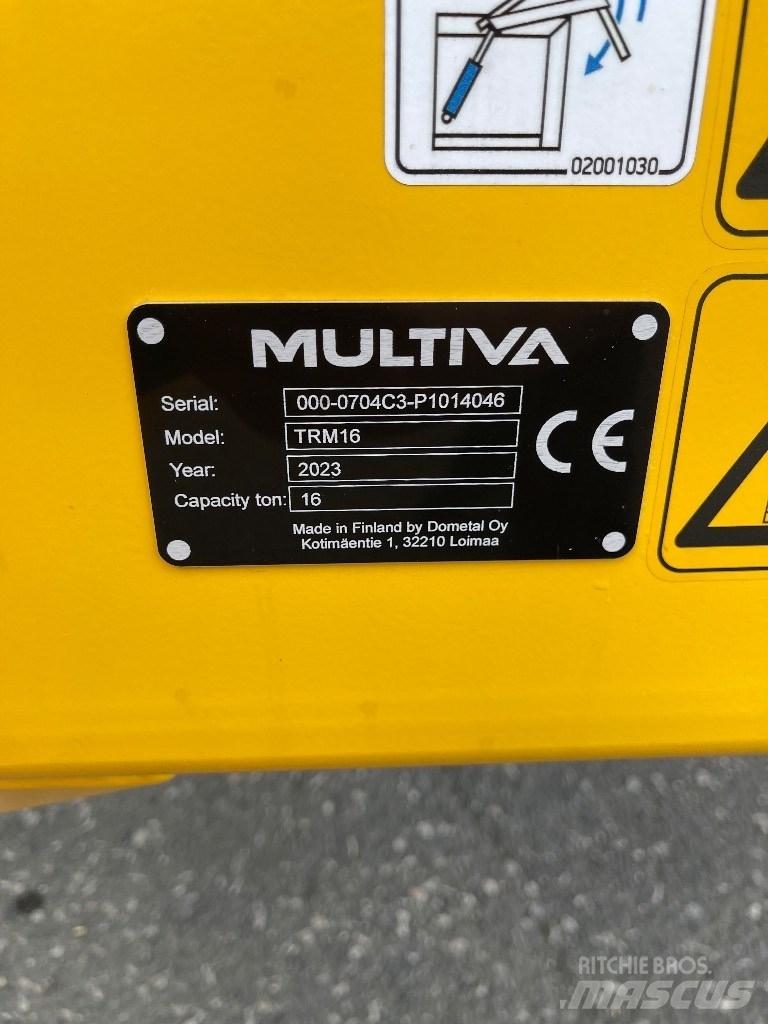 02001030
MULTIVA
Serial: 000-0704C3-P1014046
Model: TRM16
Year: 2023
Capacity ton: 16
CE
Made in Finland by Dometal Oy
Kotimäentie 1, 32210 Loimaa
RITCHIE BROS.
MASCUS